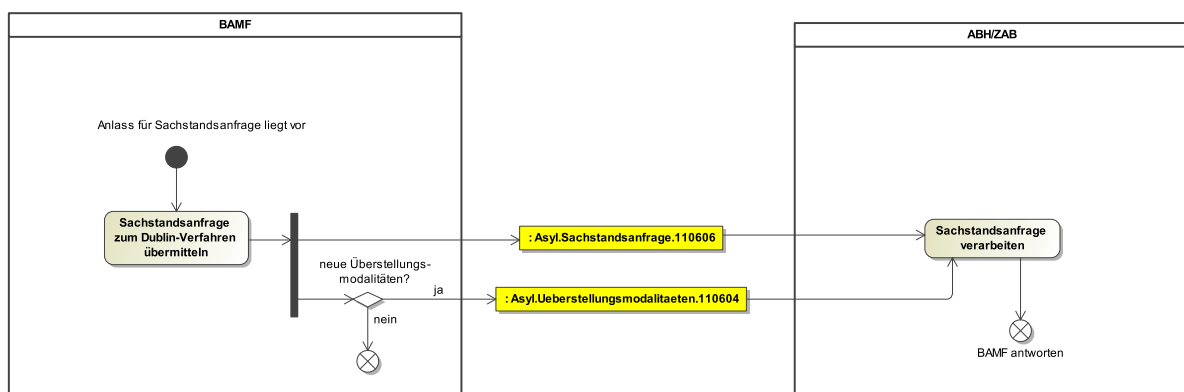 BAMF
ABH/ZAB
Anlass für Sachstandsanfrage liegt vor
Sachstandsanfrage
zum Dublin-Verfahren
übermitteln
: Asyl.Sachstandsanfrage.110606
Sachstandsanfrage
verarbeiten
neue Überstellungs-
modalitäten?
ja
: Asyl.Ueberstellungsmodalitaeten.110604
nein
BAMF antworten